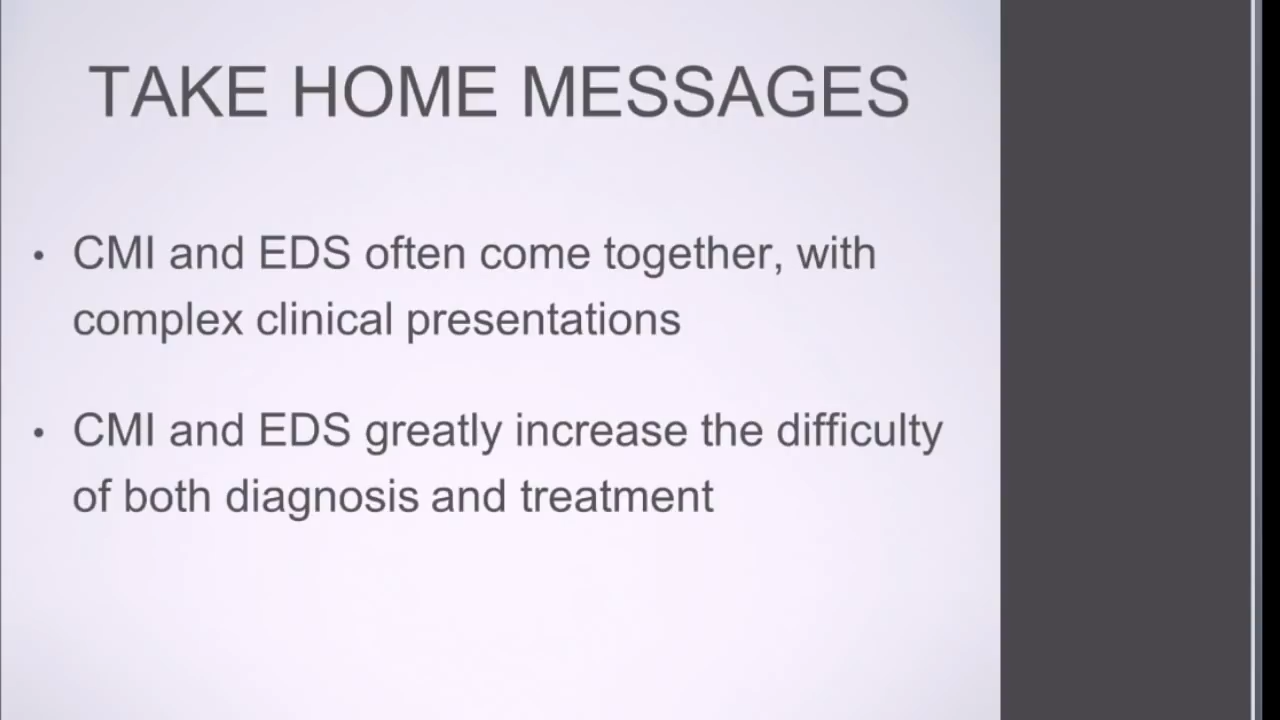 TAKE HOME MESSAGES
• CMI and EDS often come together, with
complex clinical presentations
• CMI and EDS greatly increase the difficulty
of both diagnosis and treatment